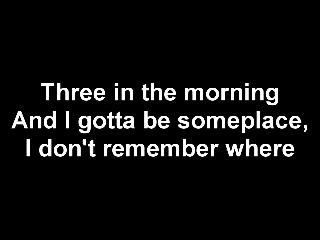 Three in the morning
And I gotta be someplace,
I don't remember where